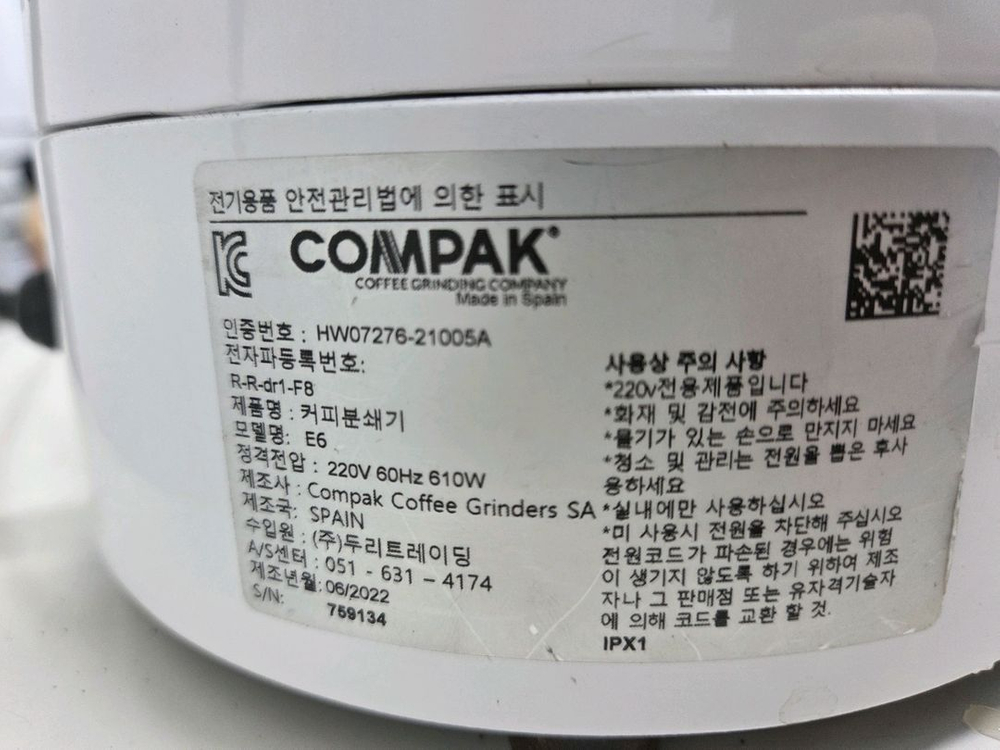 전기용품 안전관리법에 의한 표시
COMPAK
COFFEE GRINDING COMPANY
Made in Spain
인증번호 : HW07276-21005A
전자파등록번호:
R-R-dr1-F8
제품명 : 커피분쇄기
모델명: E6
정격전압 : 220V 60Hz 610W
제조사 : Compak Coffee Grinders SA
제조국: SPAIN
수입원 : (주)두리트레이딩
A/S센터 : 051 - 631 – 4174
제조년월: 06/2022
S/N: 759134
사용상 주의 사항
*220v전용제품입니다
*화재 및 감전에 주의하세요
*물기가 있는 손으로 만지지 마세요
*청소 및 관리는 전원을 뽑은 후사
용하세요
*실내에만 사용하십시오
*미 사용시 전원을 차단해 주십시오
전원코드가 파손된 경우에는 위험
이 생기지 않도록 하기 위하여 제조
자나 그 판매점 또는 유자격기술자
에 의해 코드를 교환 할 것.
IPX1